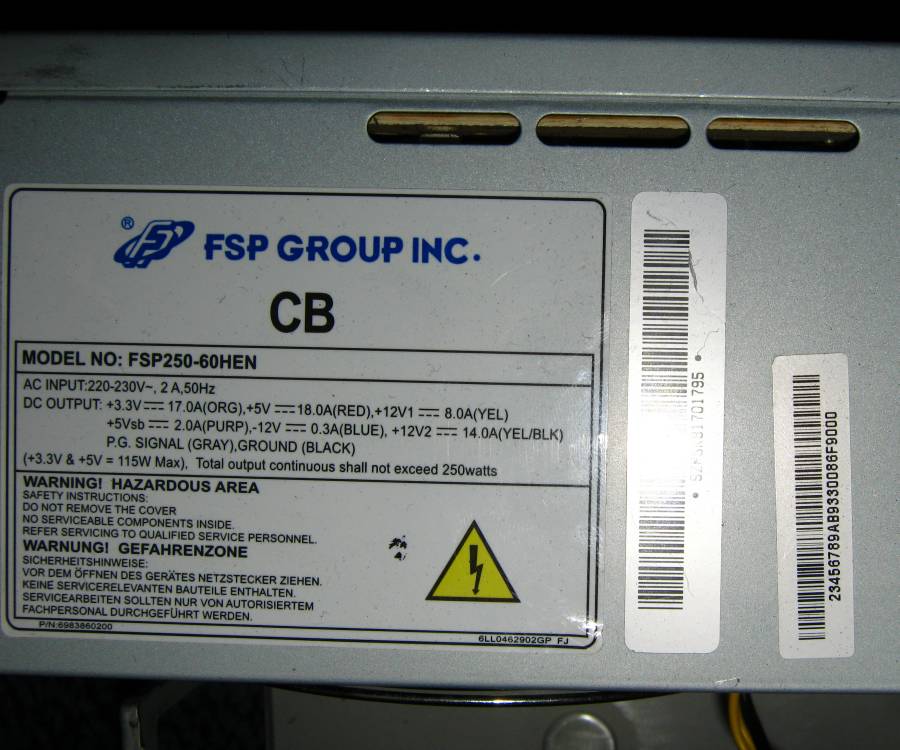 ® FSP GROUP INC.
CB
MODEL NO: FSP250-60HEN
AC INPUT:220-230V~, 2 A,50Hz
DC OUTPUT: +3.3V⎓ 17.0A(ORG),+5V ⎓18.0A(RED),+12V1 ⎓ 8.0A(YEL)
+5Vsb ⎓ 2.0A(PURP),-12V ⎓ 0.3A(BLUE), +12V2 ⎓ 14.0A(YEL/BLK)
P.G. SIGNAL (GRAY),GROUND (BLACK)
(+3.3V & +5V = 115W Max), Total output continuous shall not exceed 250watts
WARNING! HAZARDOUS AREA
SAFETY INSTRUCTIONS:
DO NOT REMOVE THE COVER
NO SERVICEABLE COMPONENTS INSIDE.
REFER SERVICING TO QUALIFIED SERVICE PERSONNEL.
WARNUNG! GEFAHRENZONE
SICHERHEITSHINWEISE:
VOR DEM ÖFFNEN DES GERÄTES NETZSTECKER ZIEHEN.
KEINE SERVICERELEVANTEN BAUTEILE ENTHALTEN.
SERVICEARBEITEN SOLLTEN NUR VON AUTORISIERTEM
FACHPERSONAL DURCHGEFÜHRT WERDEN.
P/N:6983860200
6LL0462902GP FJ
23456789AB9330086F9000